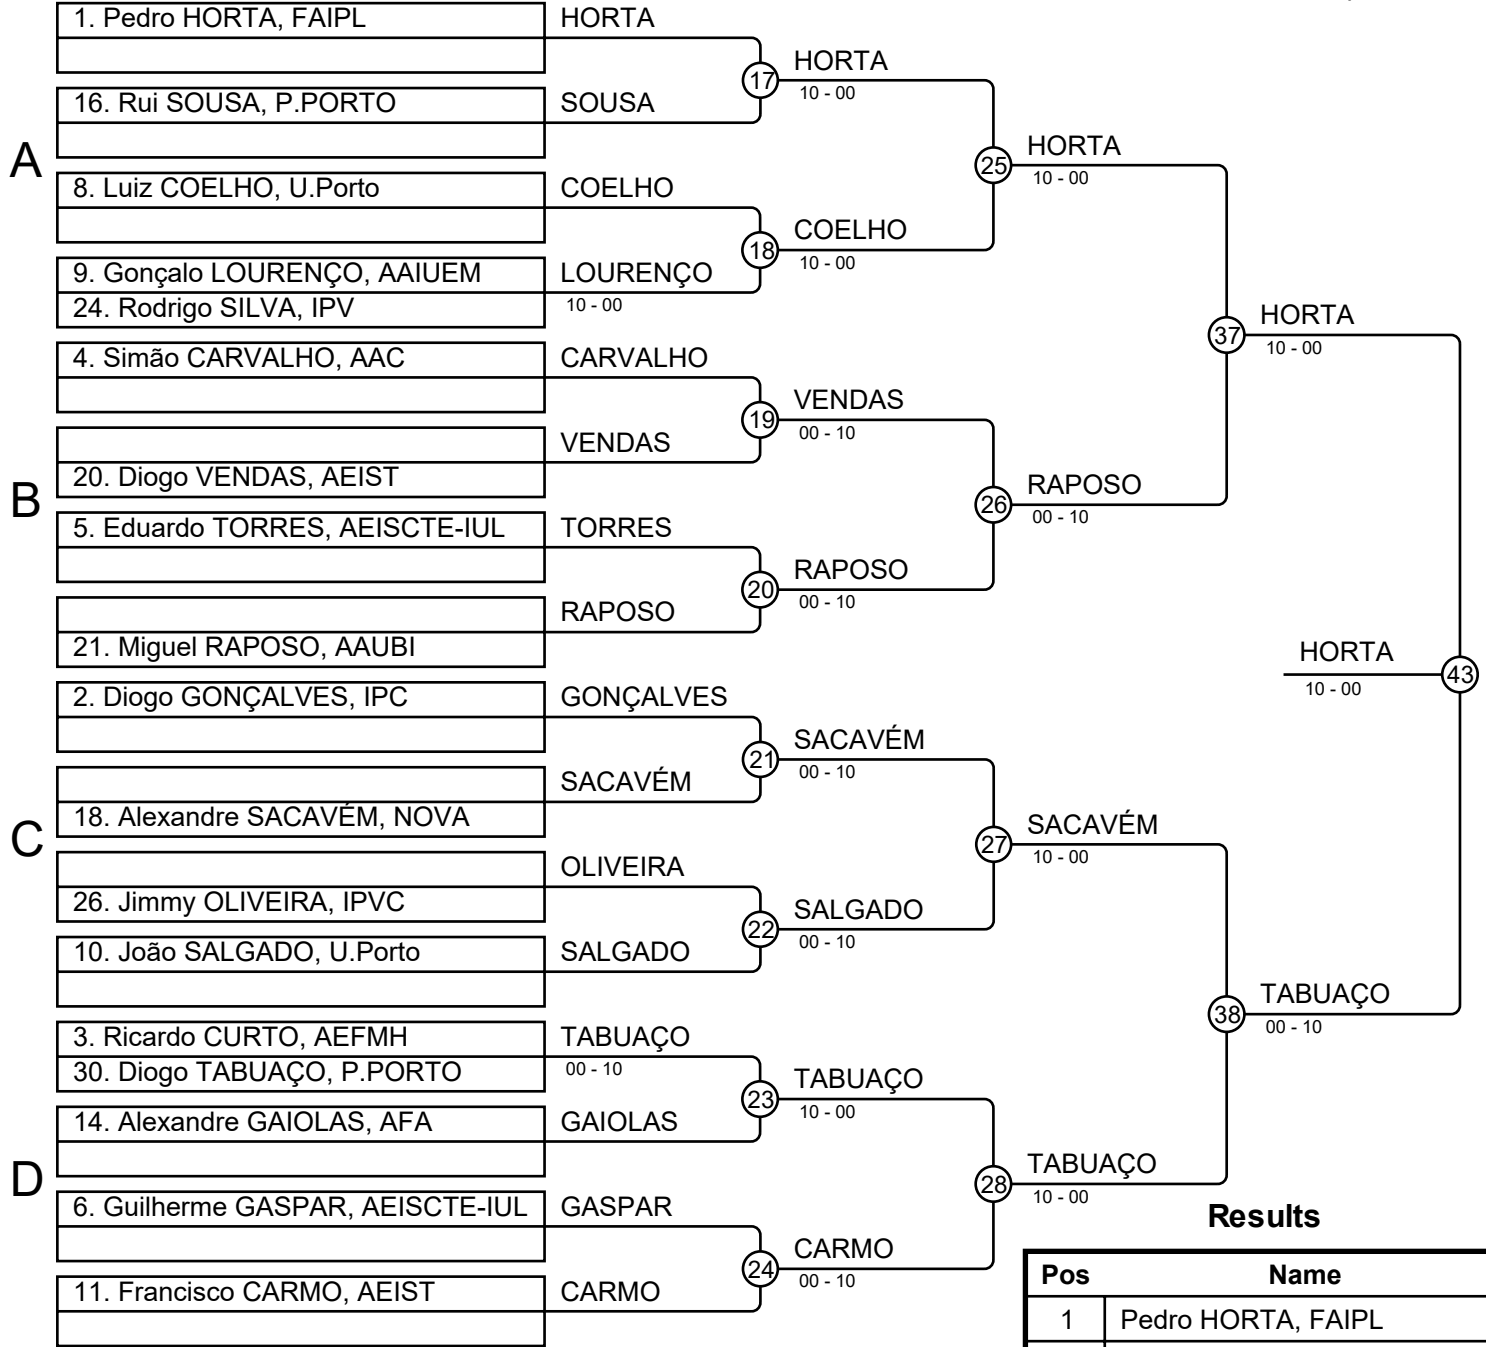 1. Pedro HORTA, FAIPL
HORTA
17
HORTA
10 - 00
16. Rui SOUSA, P.PORTO
SOUSA
A
25
HORTA
10 - 00
8. Luiz COELHO, U.Porto
COELHO
18
COELHO
10 - 00
9. Gonçalo LOURENÇO, AAIUEM
24. Rodrigo SILVA, IPV
LOURENÇO
10 - 00
37
HORTA
10 - 00
4. Simão CARVALHO, AAC
CARVALHO
19
VENDAS
00 - 10
VENDAS
20. Diogo VENDAS, AEIST
B
26
RAPOSO
00 - 10
5. Eduardo TORRES, AEISCTE-IUL
TORRES
20
RAPOSO
00 - 10
RAPOSO
21. Miguel RAPOSO, AAUBI
HORTA
10 - 00
43
2. Diogo GONÇALVES, IPC
GONÇALVES
21
SACAVÉM
00 - 10
SACAVÉM
18. Alexandre SACAVÉM, NOVA
C
27
SACAVÉM
10 - 00
OLIVEIRA
26. Jimmy OLIVEIRA, IPVC
22
SALGADO
00 - 10
10. João SALGADO, U.Porto
SALGADO
38
TABUAÇO
00 - 10
3. Ricardo CURTO, AEFMH
30. Diogo TABUAÇO, P.PORTO
TABUAÇO
00 - 10
23
TABUAÇO
10 - 00
14. Alexandre GAIOLAS, AFA
GAIOLAS
D
28
TABUAÇO
10 - 00
6. Guilherme GASPAR, AEISCTE-IUL
GASPAR
24
CARMO
00 - 10
11. Francisco CARMO, AEIST
CARMO
Results
Pos Name
1 Pedro HORTA, FAIPL